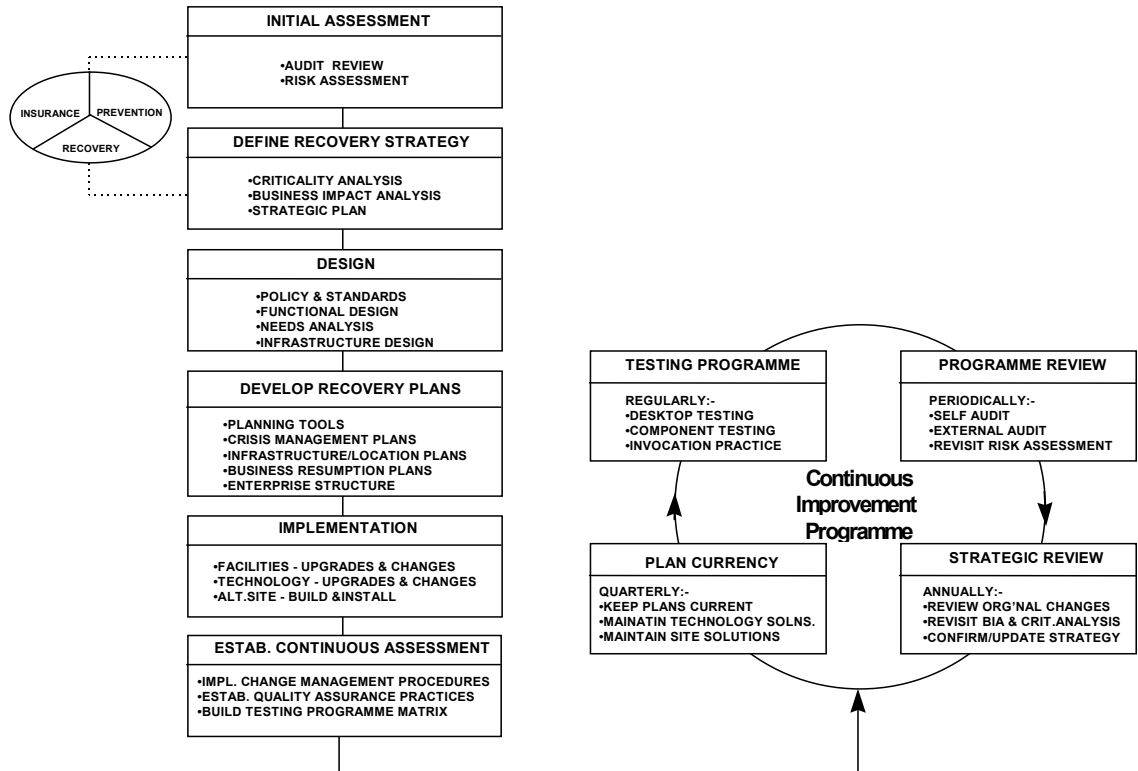 INITIAL ASSESSMENT
•AUDIT REVIEW
•RISK ASSESSMENT
INSURANCE
PREVENTION
RECOVERY
DEFINE RECOVERY STRATEGY
•CRITICALITY ANALYSIS
•BUSINESS IMPACT ANALYSIS
•STRATEGIC PLAN
DESIGN
•POLICY & STANDARDS
•FUNCTIONAL DESIGN
•NEEDS ANALYSIS
•INFRASTRUCTURE DESIGN
DEVELOP RECOVERY PLANS
•PLANNING TOOLS
•CRISIS MANAGEMENT PLANS
•INFRASTRUCTURE/LOCATION PLANS
•BUSINESS RESUMPTION PLANS
•ENTERPRISE STRUCTURE
IMPLEMENTATION
•FACILITIES - UPGRADES & CHANGES
•TECHNOLOGY - UPGRADES & CHANGES
•ALT.SITE - BUILD &INSTALL
ESTAB. CONTINUOUS ASSESSMENT
•IMPL. CHANGE MANAGEMENT PROCEDURES
•ESTAB. QUALITY ASSURANCE PRACTICES
•BUILD TESTING PROGRAMME MATRIX
TESTING PROGRAMME
REGULARLY:-
•DESKTOP TESTING
•COMPONENT TESTING
•INVOCATION PRACTICE
PROGRAMME REVIEW
PERIODICALLY:-
•SELF AUDIT
•EXTERNAL AUDIT
•REVISIT RISK ASSESSMENT
Continuous
Improvement
Programme
PLAN CURRENCY
QUARTERLY:-
•KEEP PLANS CURRENT
•MAINATIN TECHNOLOGY SOLNS.
•MAINTAIN SITE SOLUTIONS
STRATEGIC REVIEW
ANNUALLY:-
•REVIEW ORG'NAL CHANGES
•REVISIT BIA & CRIT.ANALYSIS
•CONFIRM/UPDATE STRATEGY